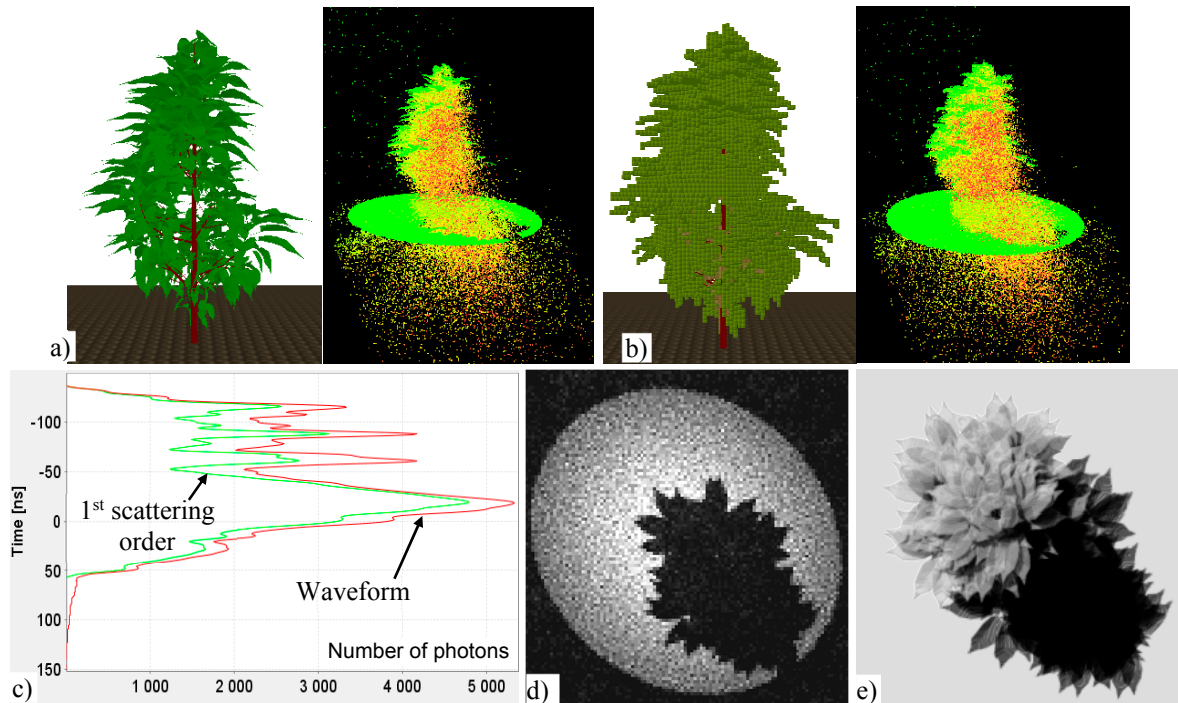 a)
b)
-100
-50
0
50
100
150
Time [ns]
1st scattering
order
Waveform
Number of photons
0
1 000
2 000
3 000
4 000
5 000
c)
d)
e)